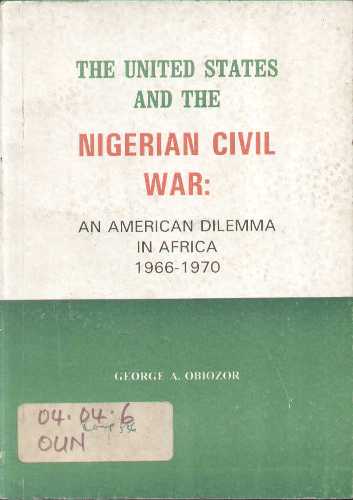 THE UNITED STATES
AND THE
NIGERIAN CIVIL
WAR:
AN AMERICAN DILEMMA
IN AFRICA
1966-1970
GEORGE A. OBIOZOR
04.04.6
OUN